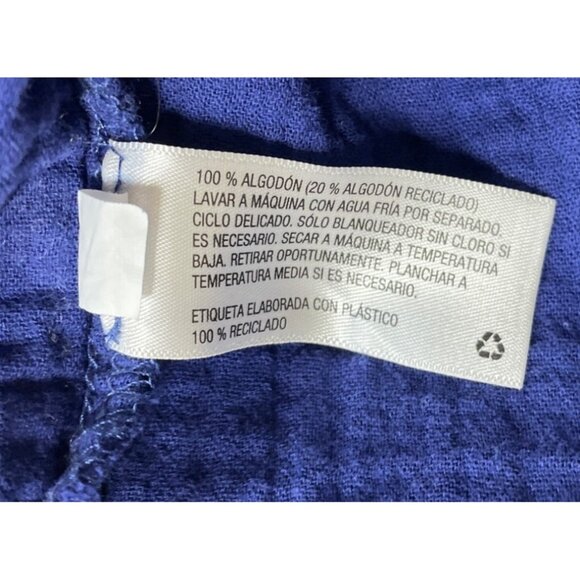 100 % ALGODÓN (20 % ALGODÓN RECICLADO)
LAVAR A MÁQUINA CON AGUA FRÍA POR SEPARADO.
CICLO DELICADO. SÓLO BLANQUEADOR SIN CLORO SI
ES NECESARIO. SECAR A MÁQUINA A TEMPERATURA
BAJA. RETIRAR OPORTUNAMENTE. PLANCHAR A
TEMPERATURA MEDIA SI ES NECESARIO.
ETIQUETA ELABORADA CON PLÁSTICO
100 % RECICLADO